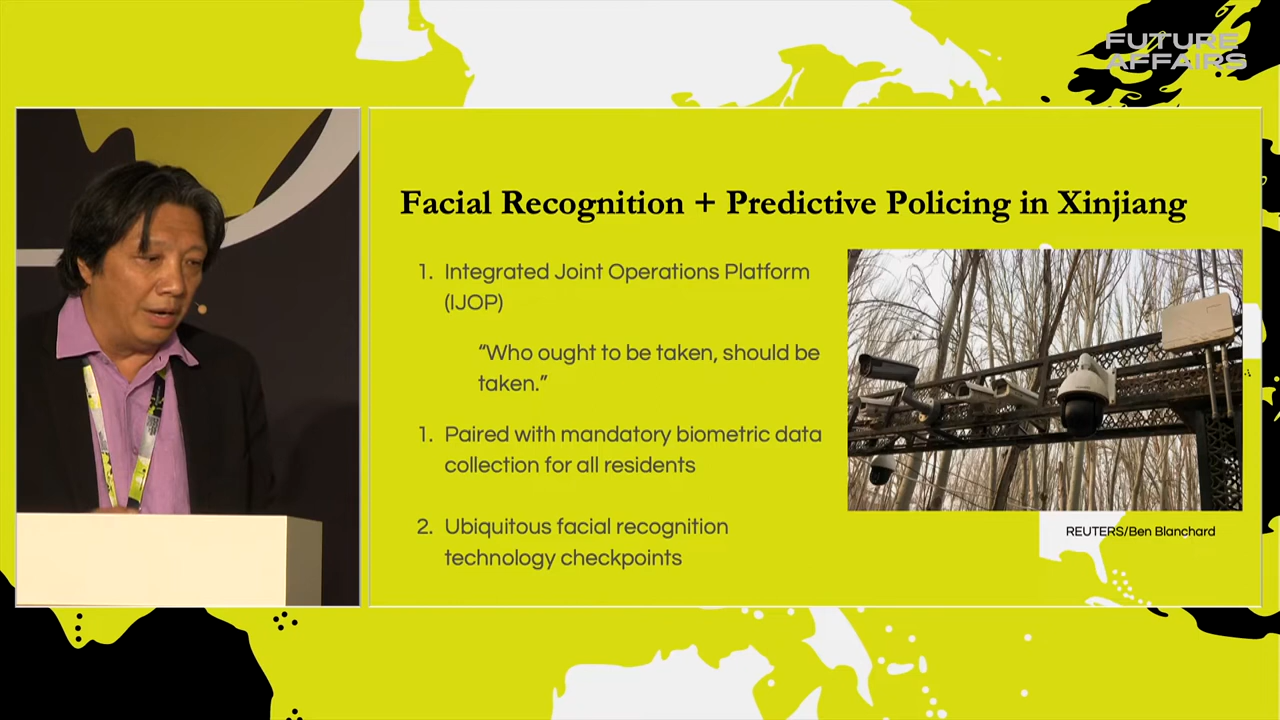 FUTURE
AFFAIRS
Facial Recognition + Predictive Policing in Xinjiang
1. Integrated Joint Operations Platform
(IJOP)
“Who ought to be taken, should be
taken.”
1. Paired with mandatory biometric data
collection for all residents
2. Ubiquitous facial recognition
technology checkpoints
REUTERS/Ben Blanchard